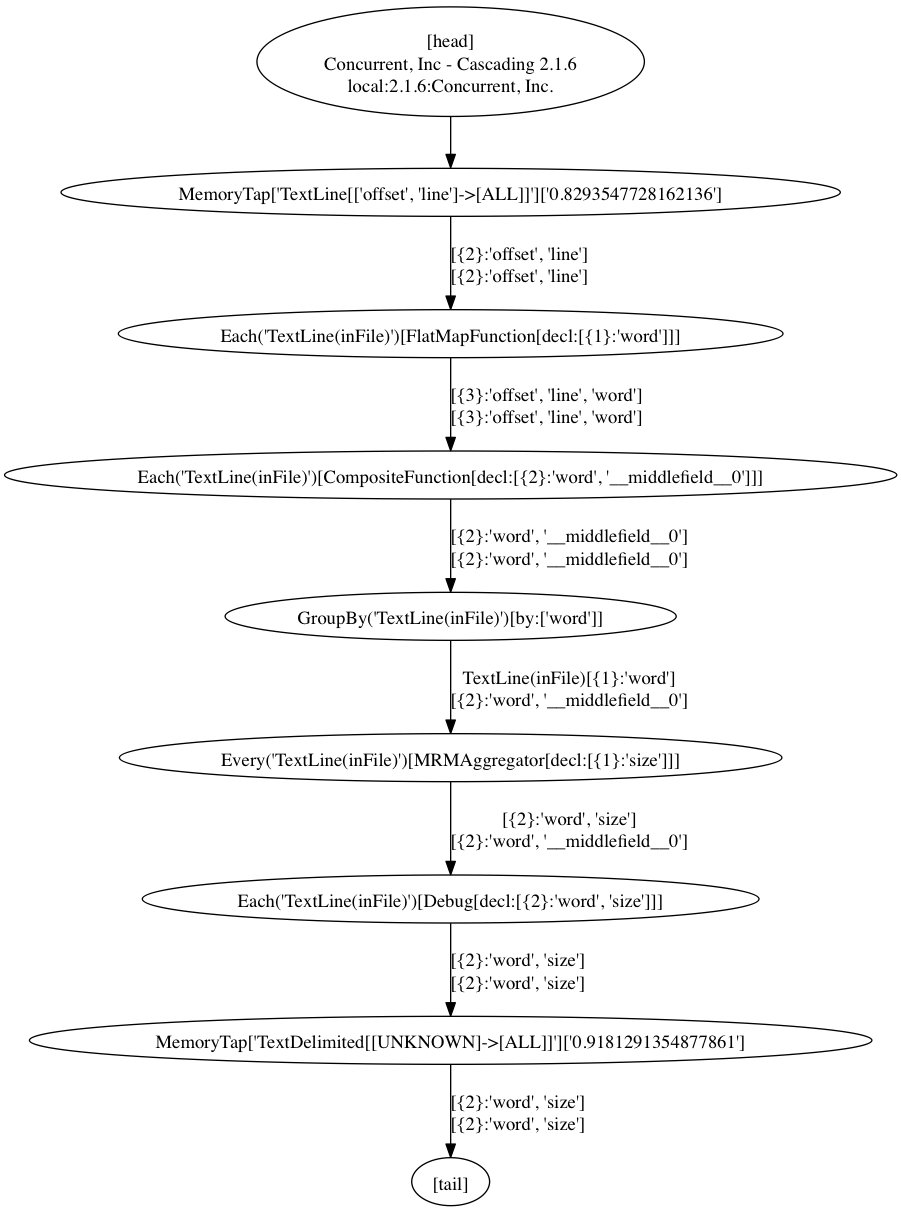 [head]
Concurrent, Inc - Cascading 2.1.6
local:2.1.6:Concurrent, Inc.
MemoryTap['TextLine[['offset', 'line']->[ALL]]']['0.8293547728162136']
[{2}:'offset', 'line']
[{2}:'offset', 'line']
Each('TextLine(inFile)')[FlatMapFunction[decl:[{1}:'word']]]
[{3}:'offset', 'line', 'word']
[{3}:'offset', 'line', 'word']
Each('TextLine(inFile)')[CompositeFunction[decl:[{2}:'word', '__middlefield__0']]]
[{2}:'word', '__middlefield__0']
[{2}:'word', '__middlefield__0']
GroupBy('TextLine(inFile)')[by:['word']]
TextLine(inFile)[{1}:'word']
[{2}:'word', '__middlefield__0']
Every('TextLine(inFile)')[MRMAggregator[decl:[{1}:'size']]]
[{2}:'word', 'size']
[{2}:'word', '__middlefield__0']
Each('TextLine(inFile)')[Debug[decl:[{2}:'word', 'size']]]
[{2}:'word', 'size']
[{2}:'word', 'size']
MemoryTap['TextDelimited[[UNKNOWN]->[ALL]]']['0.9181291354877861']
[{2}:'word', 'size']
[{2}:'word', 'size']
[tail]